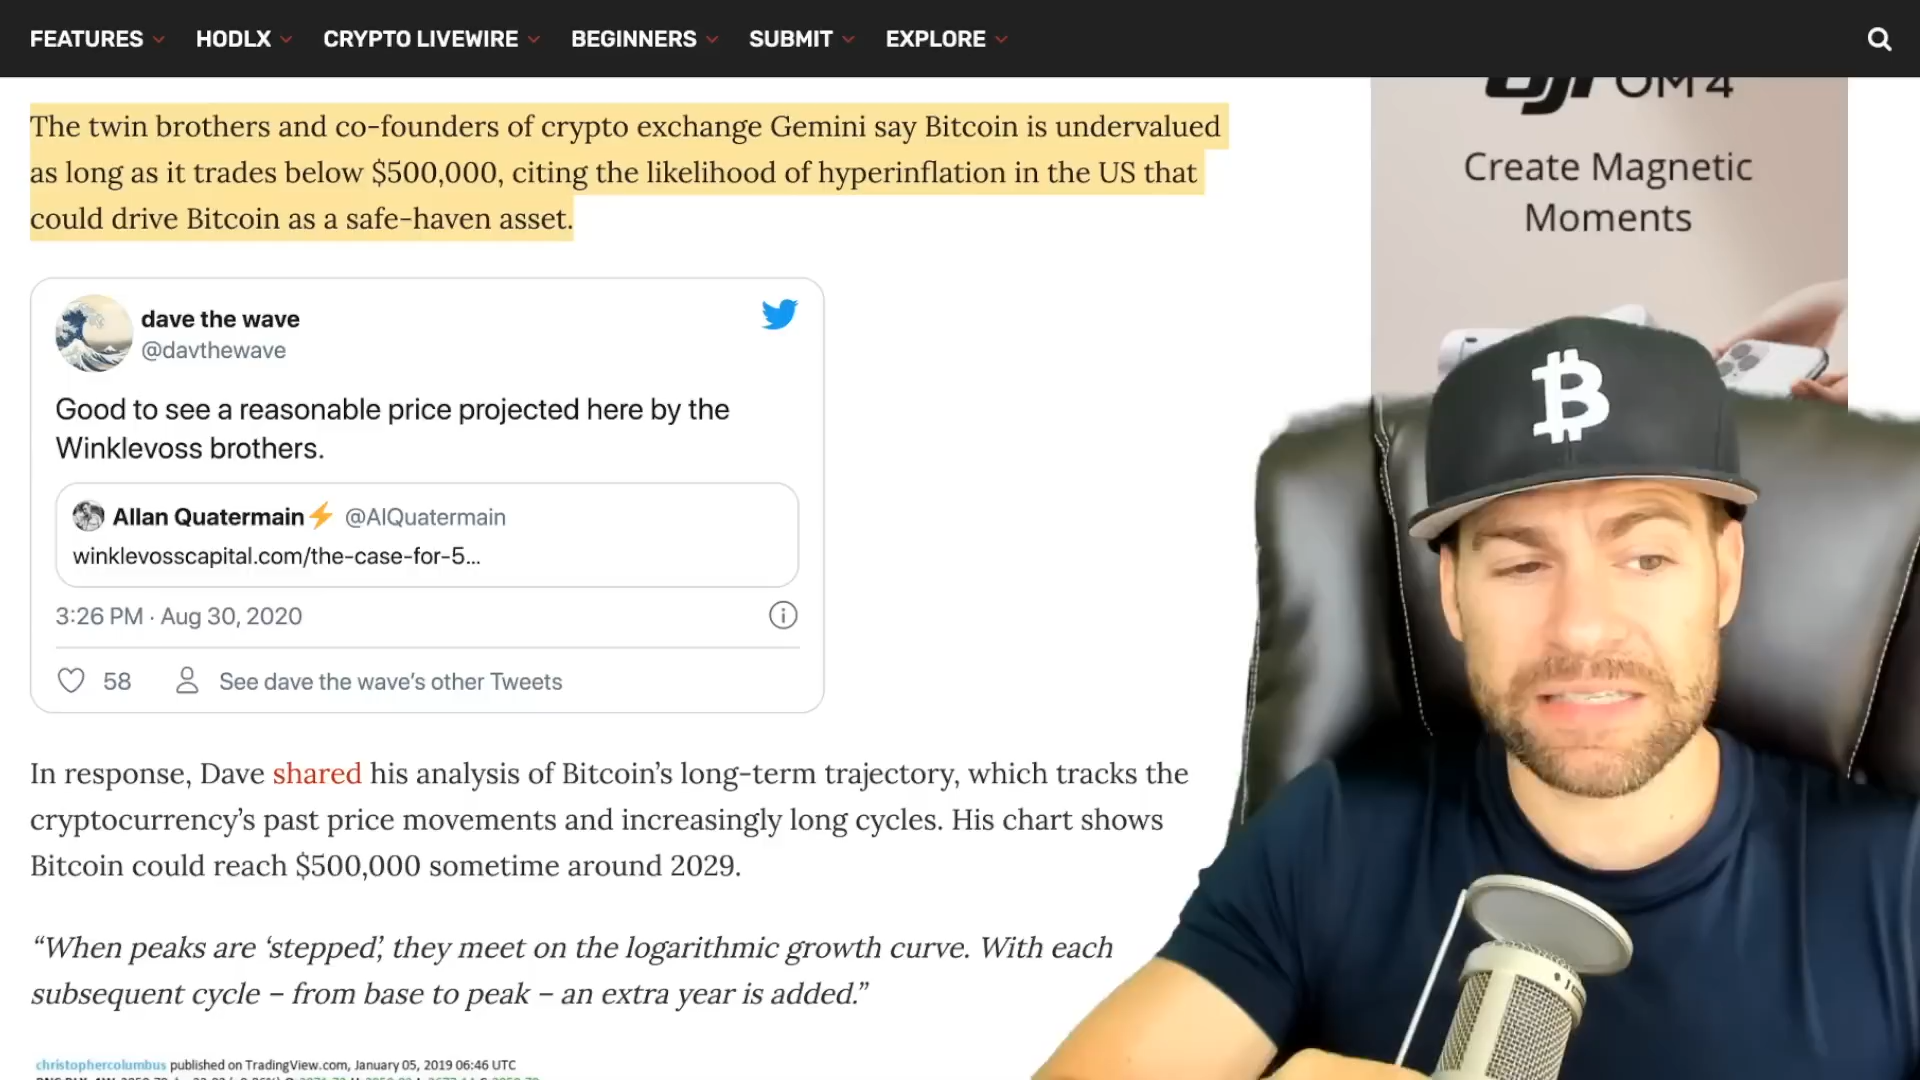 FEATURES HODLX CRYPTO LIVEWIRE BEGINNERS SUBMIT EXPLORE
The twin brothers and co-founders of crypto exchange Gemini say Bitcoin is undervalued
as long as it trades below $500,000, citing the likelihood of hyperinflation in the US that
could drive Bitcoin as a safe-haven asset.
dave the wave
@davthewave
Good to see a reasonable price projected here by the
Winklevoss brothers.
Allan Quatermain⚡ @AlQuatermain
winklevosscapital.com/the-case-for-5...
3:26 PM · Aug 30, 2020
58 See dave the wave's other Tweets
In response, Dave shared his analysis of Bitcoin's long-term trajectory, which tracks the
cryptocurrency's past price movements and increasingly long cycles. His chart shows
Bitcoin could reach $500,000 sometime around 2029.
“When peaks are ‘stepped’, they meet on the logarithmic growth curve. With each
subsequent cycle – from base to peak – an extra year is added.”
christophercolumbus published on TradingView.com, January 05, 2019 06:46 UTC
DJI OM 4
Create Magnetic
Moments
₿